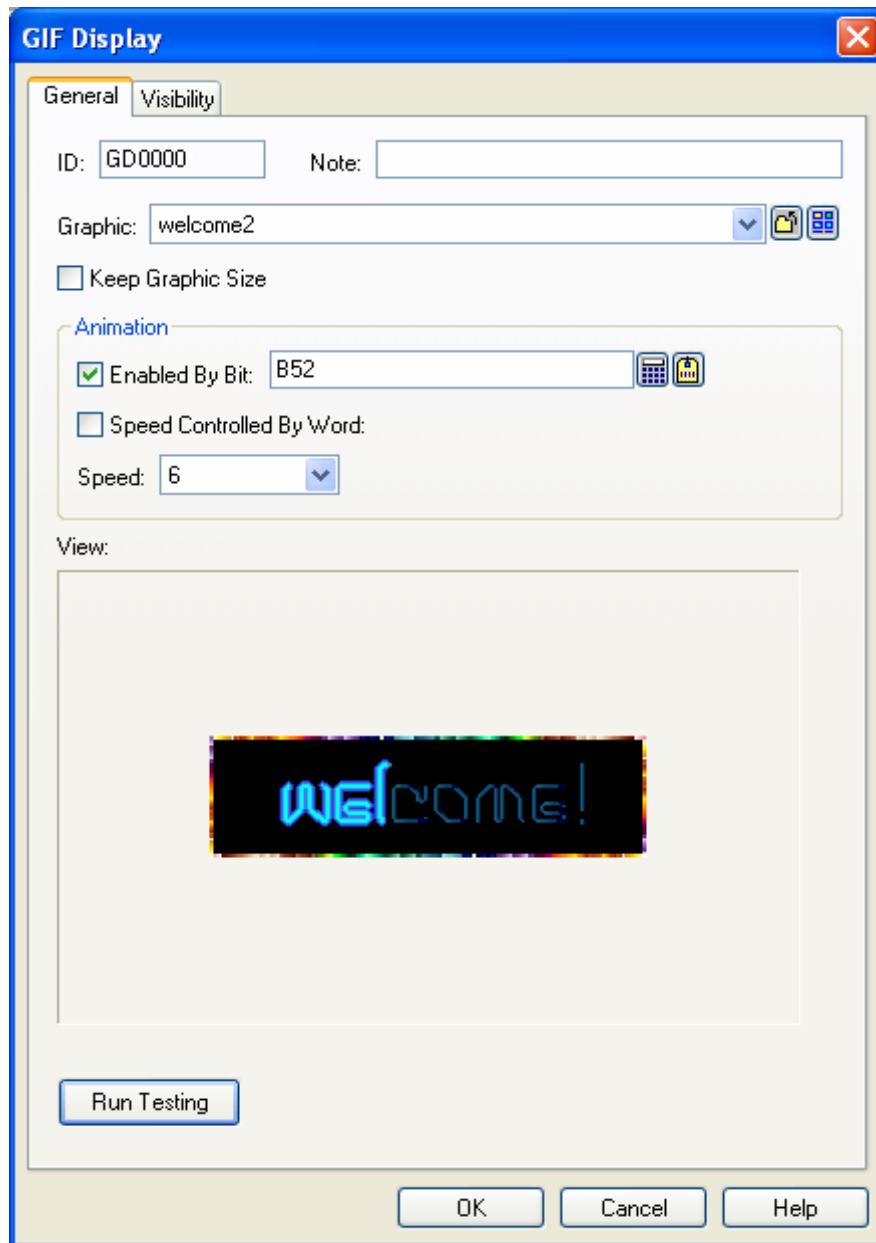 GIF Display
General Visibility
ID: GD0000 Note:
Graphic: welcome2
Keep Graphic Size
Animation
Enabled By Bit: B52
Speed Controlled By Word:
Speed: 6
View:
welcome!
Run Testing
OK Cancel Help